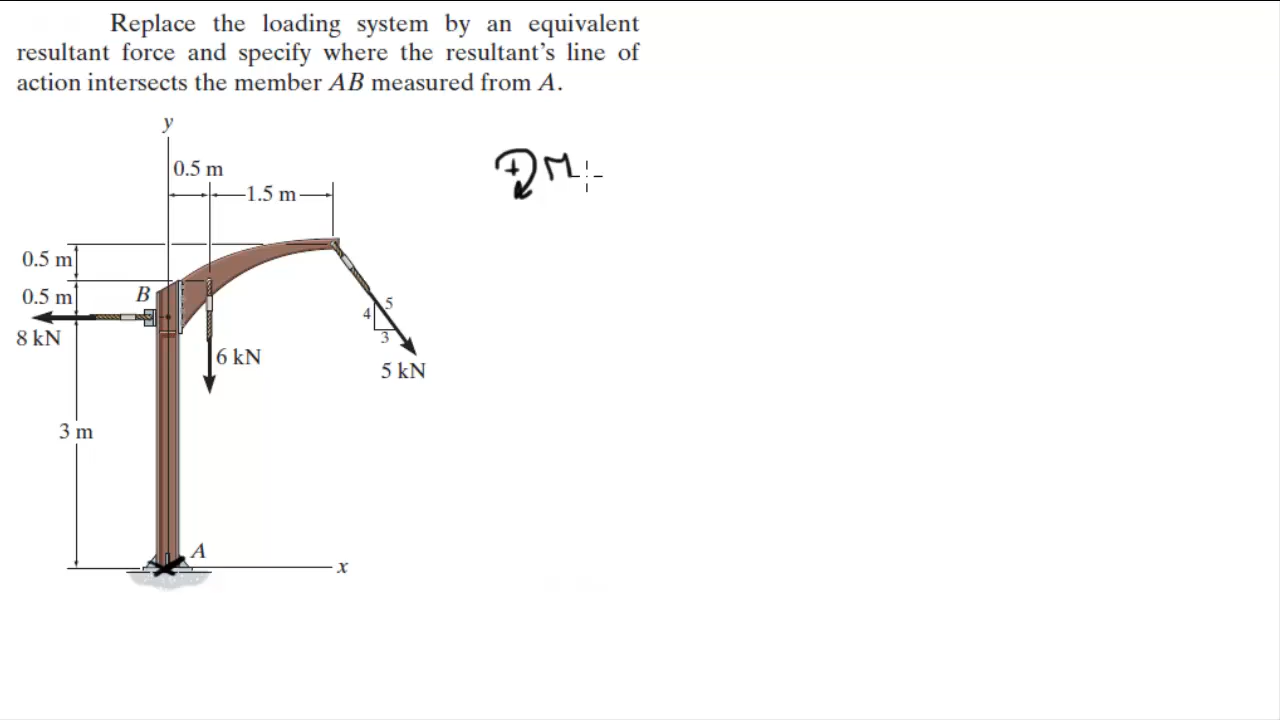 Replace the loading system by an equivalent
resultant force and specify where the resultant's line of
action intersects the member AB measured from A.
y
0.5 m
1.5 m
+ M
0.5 m
0.5 m
B
8 kN
5
4
3
6 kN
5 kN
3 m
A
x